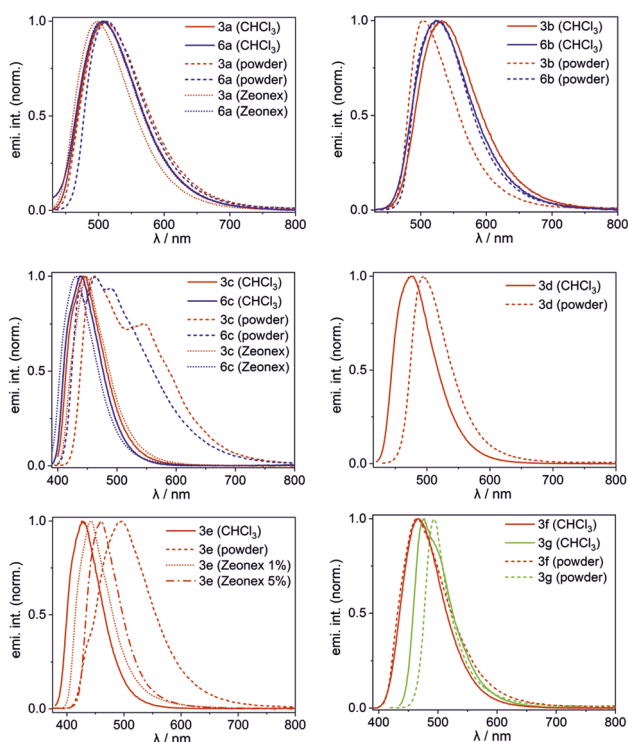 emi. int. (norm.)
1.0
0.5
0.0
500
600
700
800
λ / nm
3a (CHCl₃)
6a (CHCl₃)
3a (powder)
6a (powder)
3a (Zeonex)
6a (Zeonex)
emi. int. (norm.)
1.0
0.5
0.0
500
600
700
800
λ / nm
3b (CHCl₃)
6b (CHCl₃)
3b (powder)
6b (powder)
emi. int. (norm.)
1.0
0.5
0.0
400
500
600
700
800
λ / nm
3c (CHCl₃)
6c (CHCl₃)
3c (powder)
6c (powder)
3c (Zeonex)
6c (Zeonex)
emi. int. (norm.)
1.0
0.5
0.0
500
600
700
800
λ / nm
3d (CHCl₃)
3d (powder)
emi. int. (norm.)
1.0
0.5
0.0
400
450
500
550
600
650
700
800
λ / nm
3e (CHCl₃)
3e (powder)
3e (Zeonex 1%)
3e (Zeonex 5%)
emi. int. (norm.)
1.0
0.5
0.0
400
450
500
550
600
650
700
800
λ / nm
3f (CHCl₃)
3g (CHCl₃)
3f (powder)
3g (powder)